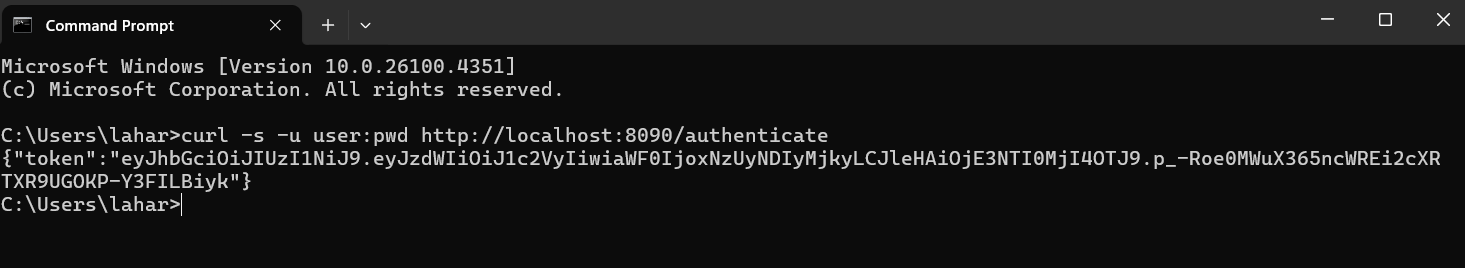 Command Prompt
Microsoft Windows [Version 10.0.26100.4351]
(c) Microsoft Corporation. All rights reserved.
C:\Users\lahar>curl -s -u user:pwd http://localhost:8090/authenticate
{"token":"eyJhbGciOiJIUzI1NiJ9.eyJzdWIiOiJ1c2VyIiwiaWF0IjoxNzUyNDIyMjkyLCJleHAiOjE3NTI0MjI4OTJ9.p_-Roe0MWuX365ncWREi2cXR
TXR9UGOKP-Y3FILBiyk"}
C:\Users\lahar>